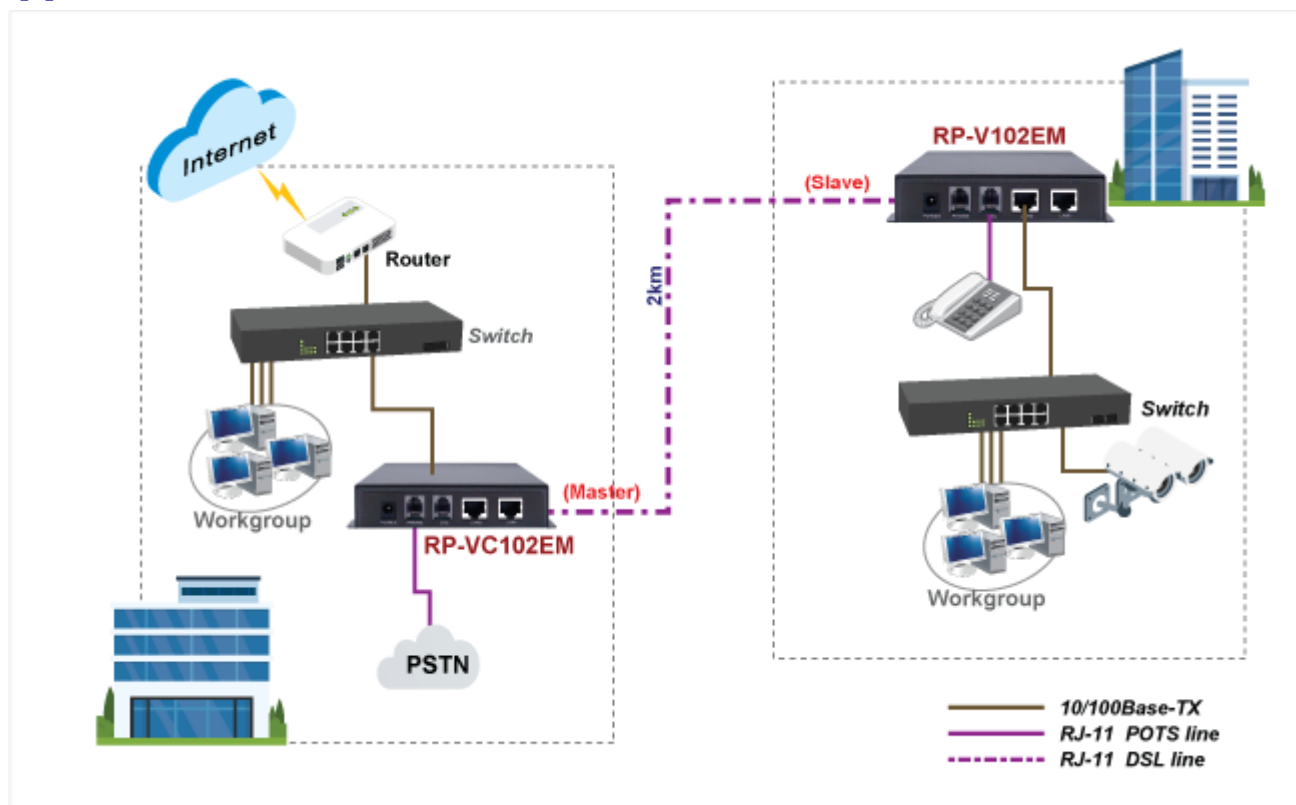 Internet
Router
Switch
Workgroup
(Master)
RP-VC102EM
PSTN
2km
RP-V102EM
(Slave)
Switch
Workgroup
10/100Base-TX
RJ-11 POTS line
RJ-11 DSL line